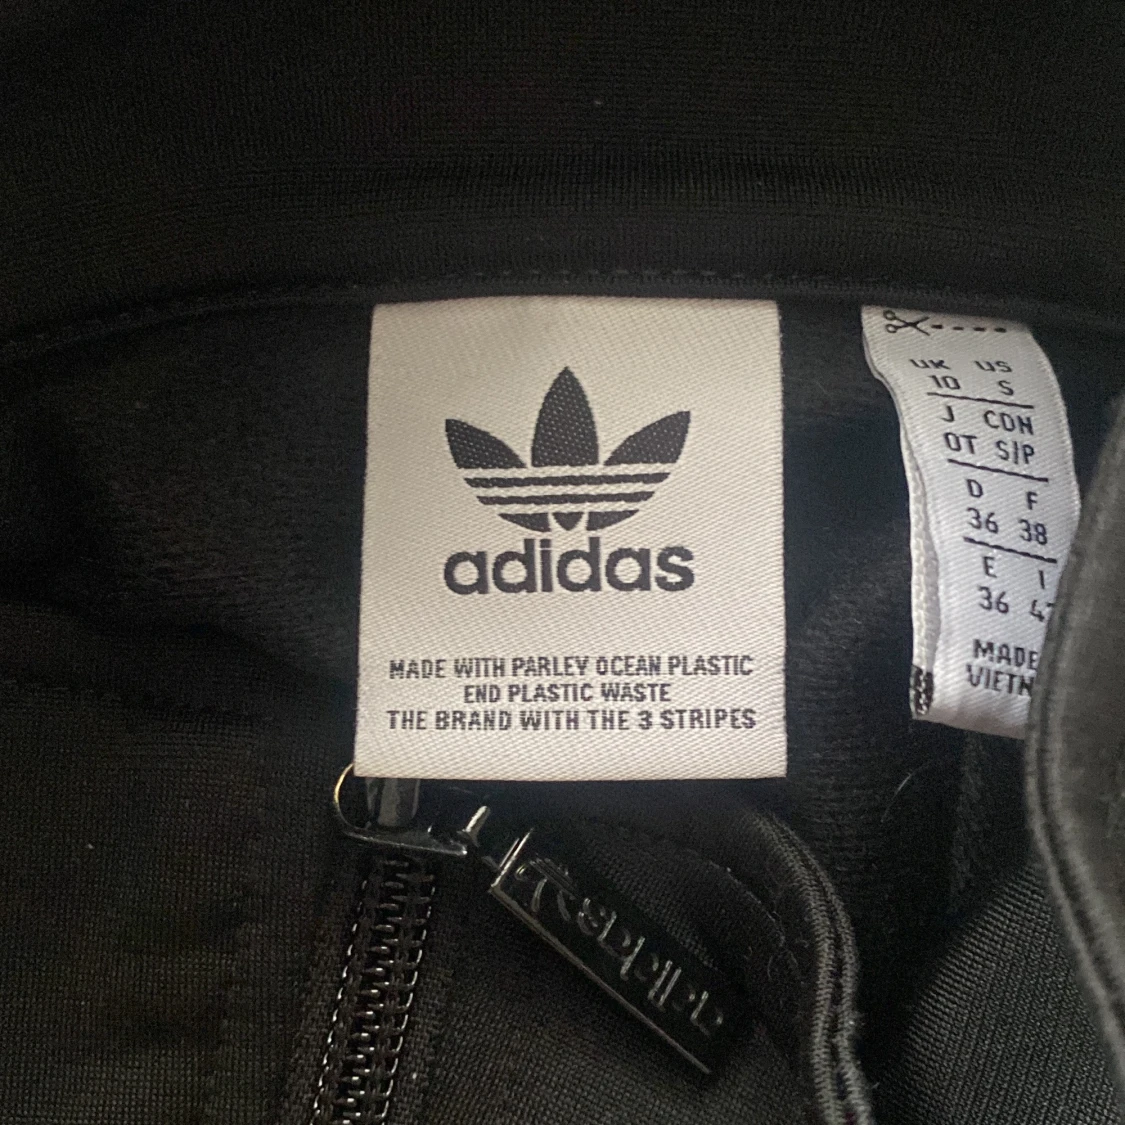 adidas
MADE WITH PARLEY OCEAN PLASTIC
END PLASTIC WASTE
THE BRAND WITH THE 3 STRIPES
UK US
10 S
J CDN
OT S/P
D F
36 38
E I
36
MADE
adidas